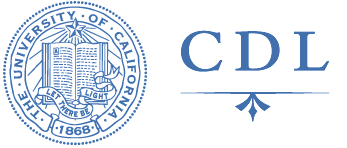 ·THE·UNIVERSITY·OF·CALIFORNIA·
LET THERE BE LIGHT
·1868·
CDL